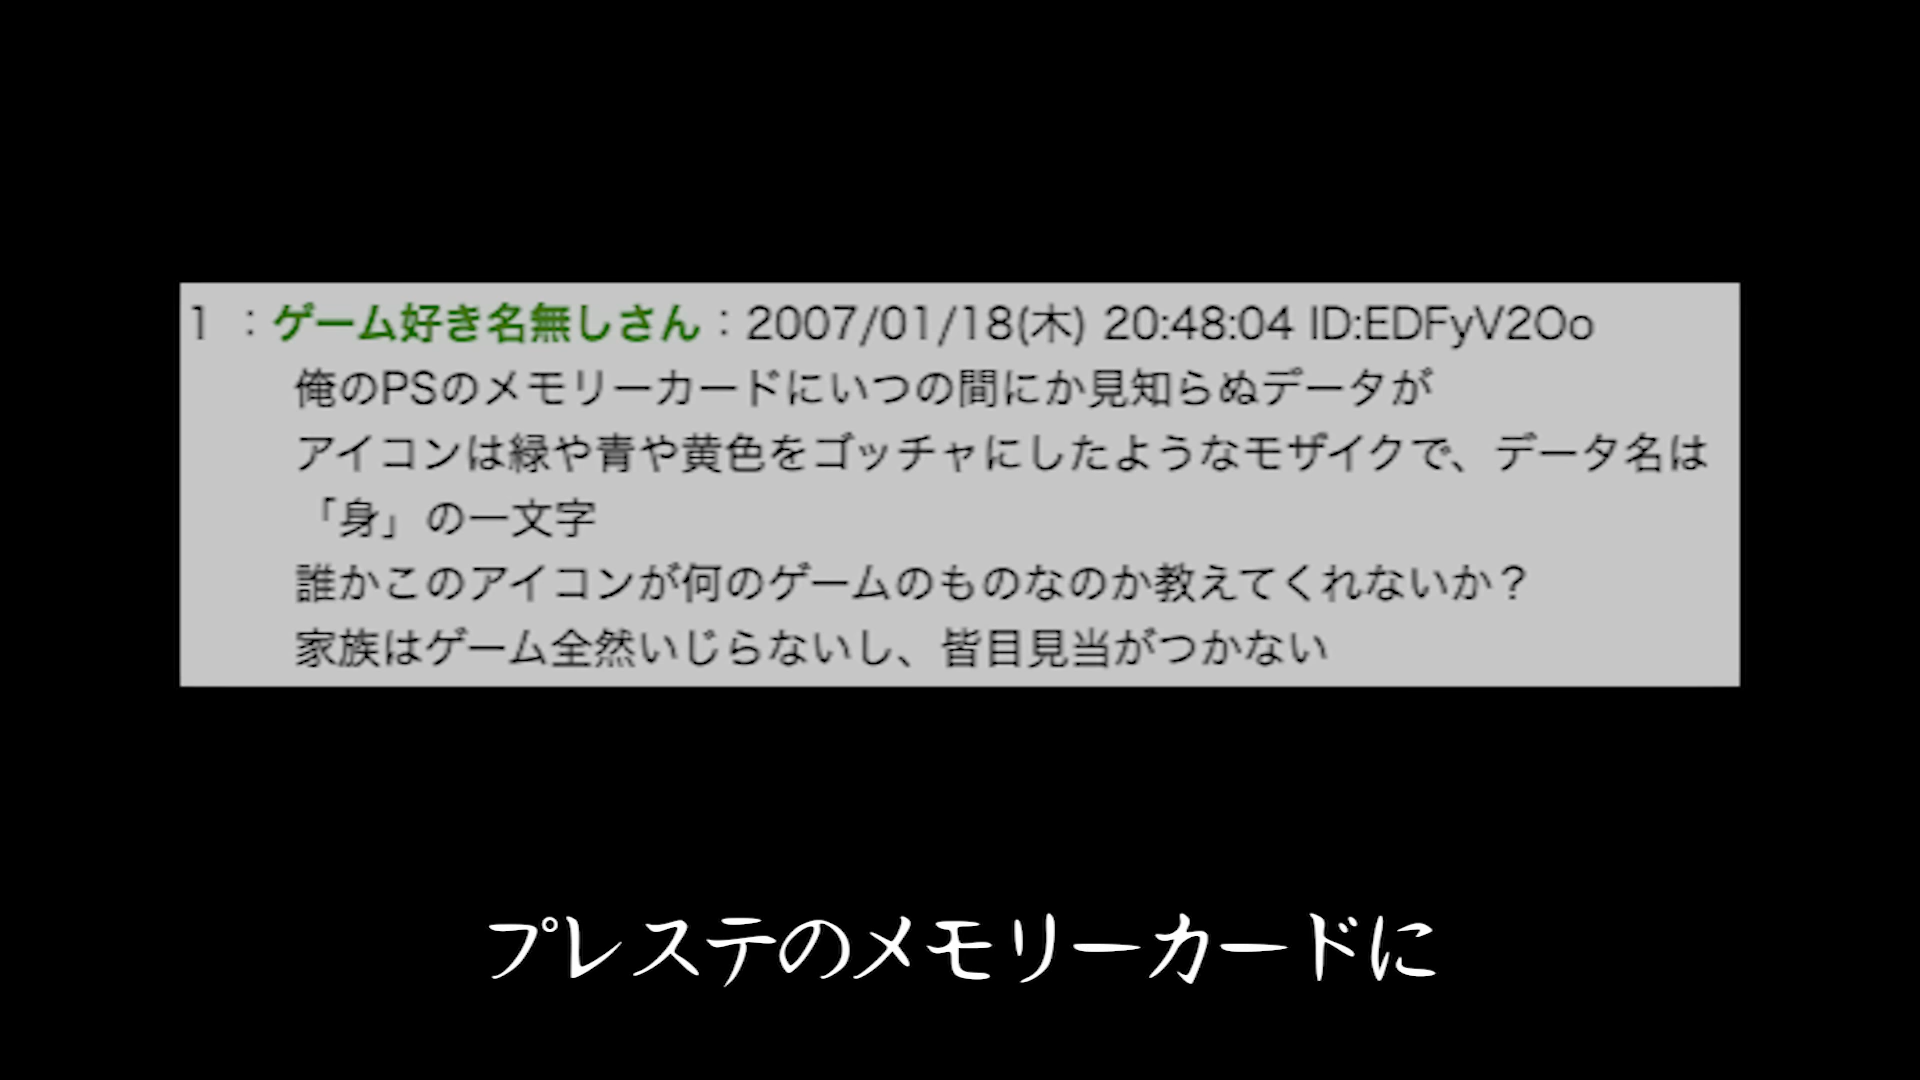 1 ：ゲーム好き名無しさん：2007/01/18(木) 20:48:04 ID:EDFyV2Oo
俺のPSのメモリーカードにいつの間にか見知らぬデータが
アイコンは緑や青や黄色をゴッチャにしたようなモザイクで、データ名は
「身」の一文字
誰かこのアイコンが何のゲームのものなのか教えてくれないか？
家族はゲーム全然いじらないし、皆目見当がつかない
プレステのメモリーカードに